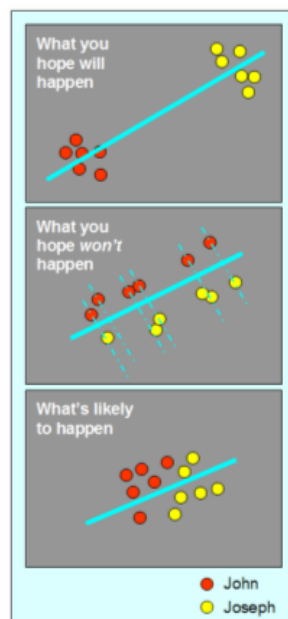 What you
hope will
happen
What you
hope won't
happen
What's likely
to happen
John
Joseph